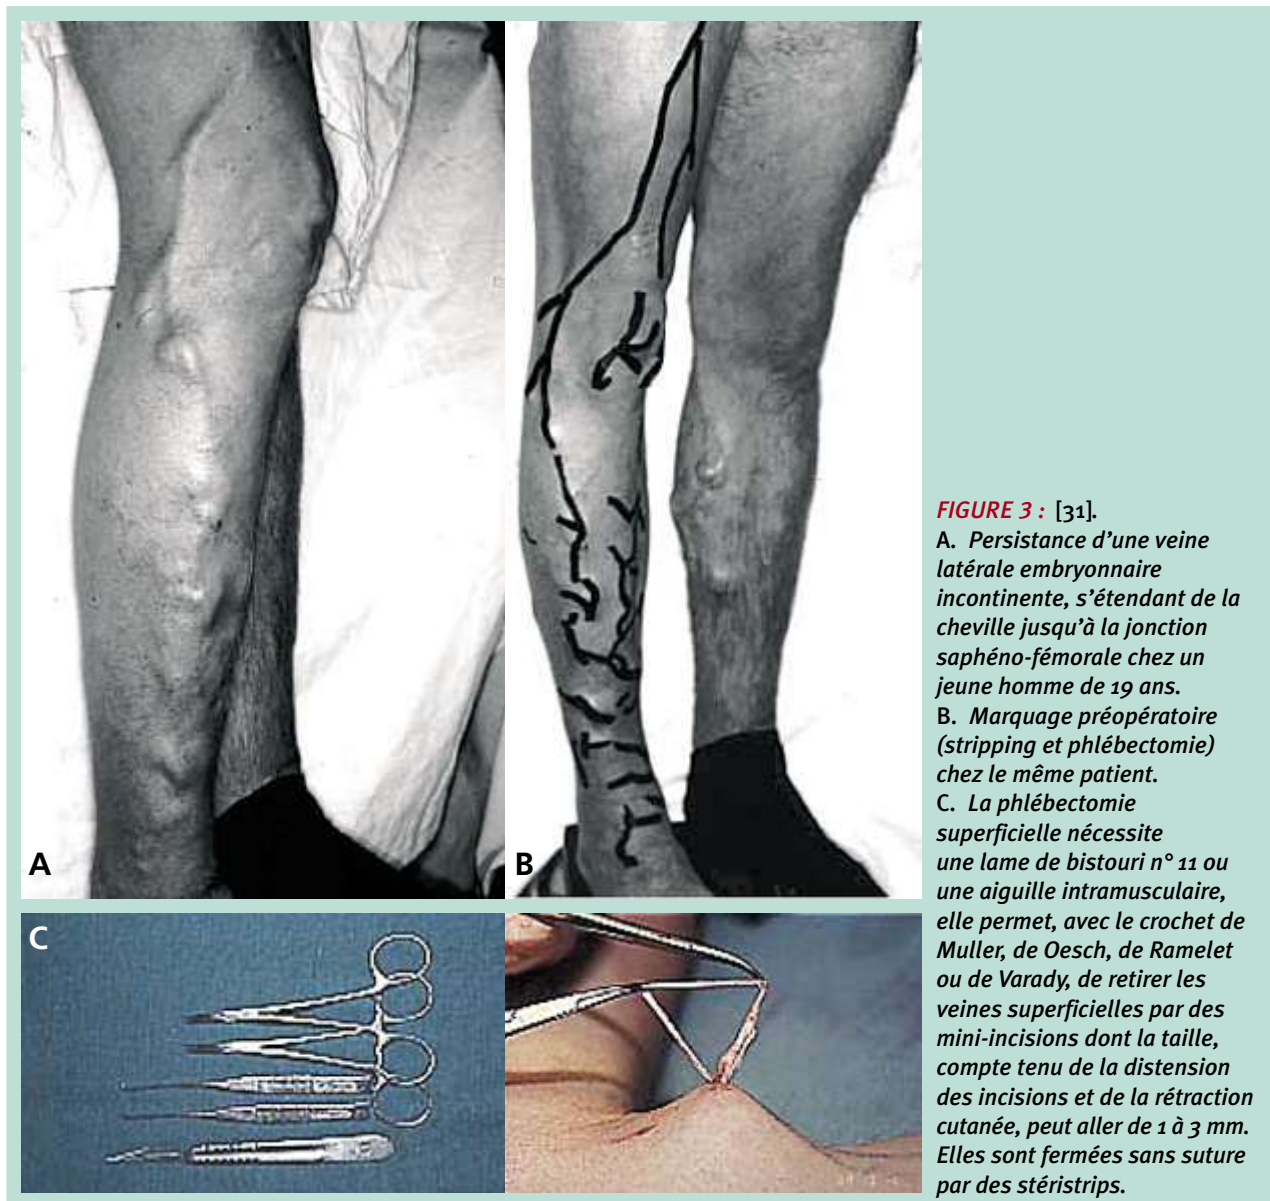 A
B
C
FIGURE 3 : [31].
A. Persistance d’une veine
latérale embryonnaire
incontinente, s’étendant de la
cheville jusqu’à la jonction
saphéno-fémorale chez un
jeune homme de 19 ans.
B. Marquage préopératoire
(stripping et phlébectomie)
chez le même patient.
C. La phlébectomie
superficielle nécessite
une lame de bistouri n° 11 ou
une aiguille intramusculaire,
elle permet, avec le crochet de
Muller, de Oesch, de Ramelet
ou de Varady, de retirer les
veines superficielles par des
mini-incisions dont la taille,
compte tenu de la distension
des incisions et de la rétraction
cutanée, peut aller de 1 à 3 mm.
Elles sont fermées sans suture
par des stéristrips.